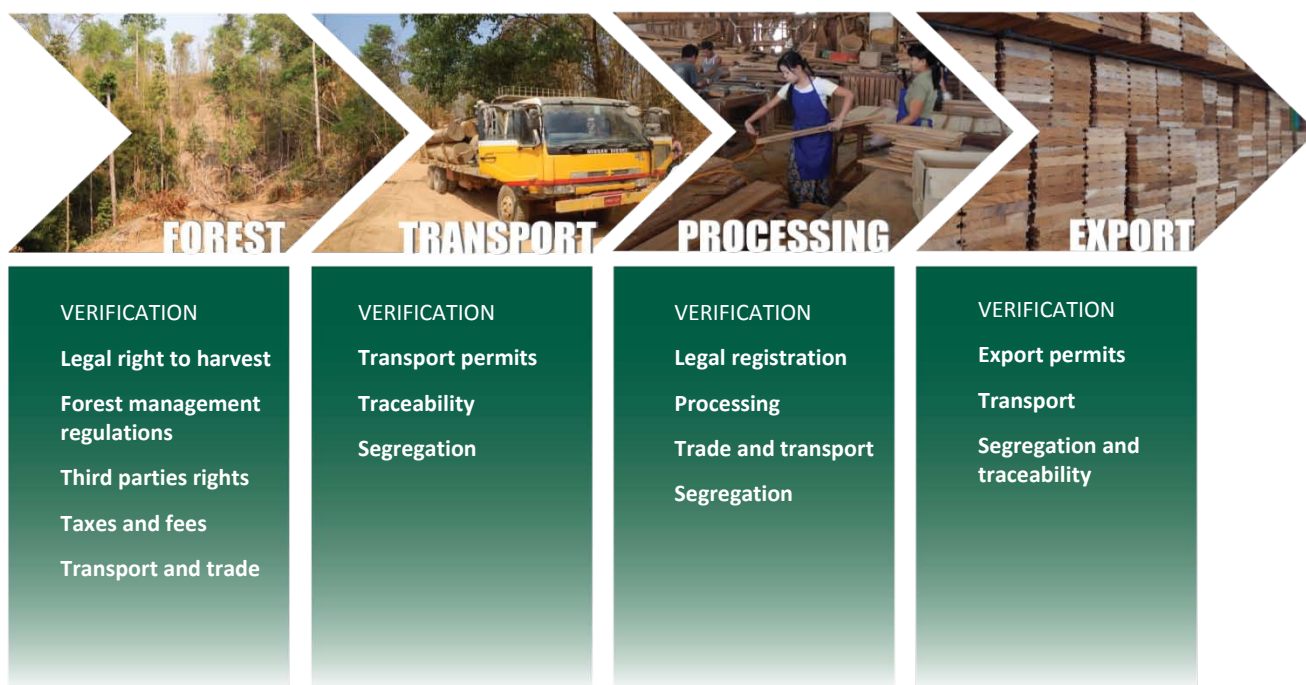 FOREST
TRANSPORT
NISSAN DIESEL
PROCESSING
EXPORT
VERIFICATION
Legal right to harvest
Forest management
regulations
Third parties rights
Taxes and fees
Transport and trade
VERIFICATION
Transport permits
Traceability
Segregation
VERIFICATION
Legal registration
Processing
Trade and transport
Segregation
VERIFICATION
Export permits
Transport
Segregation and
traceability